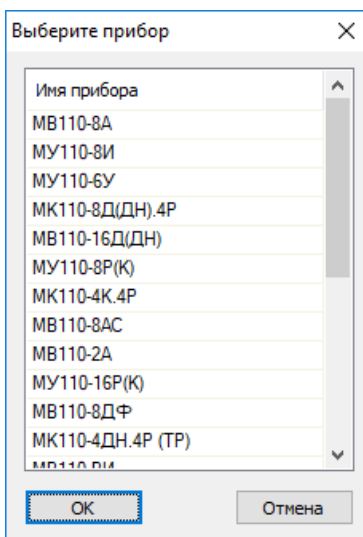 Выберите прибор
Имя прибора
МВ110-8А
МУ110-8И
МУ110-6У
МК110-8Д(ДН).4Р
МВ110-16Д(ДН)
МУ110-8Р(К)
МК110-4К.4Р
МВ110-8АС
МВ110-2А
МУ110-16Р(К)
МВ110-8ДФ
МК110-4ДН.4Р (ТР)
ОК
Отмена